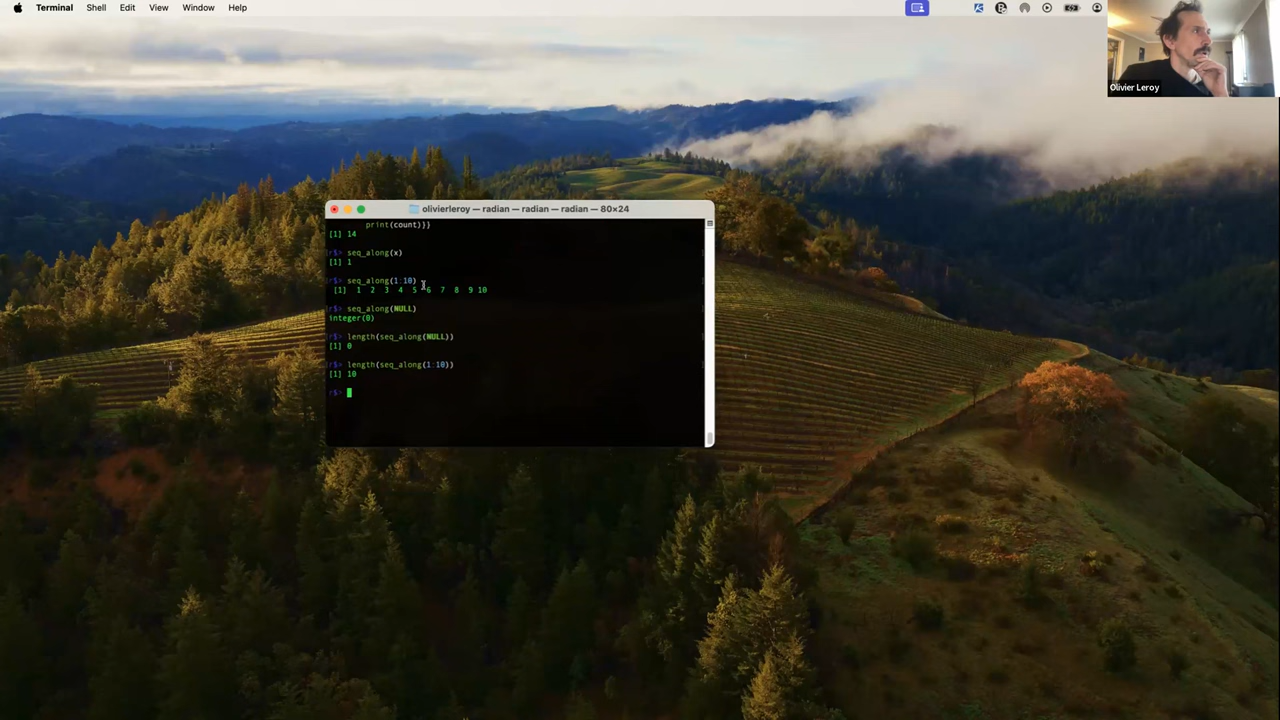 Terminal Shell Edit View Window Help
Olivier Leroy
olivierleroy — radian — radian — radian — 80×24
print(count)}}
[1] 14
r$> seq_along(x)
[1] 1
r$> seq_along(1:10)
[1] 1 2 3 4 5 6 7 8 9 10
r$> seq_along(NULL)
integer(0)
r$> length(seq_along(NULL))
[1] 0
r$> length(seq_along(1:10))
[1] 10
r$>